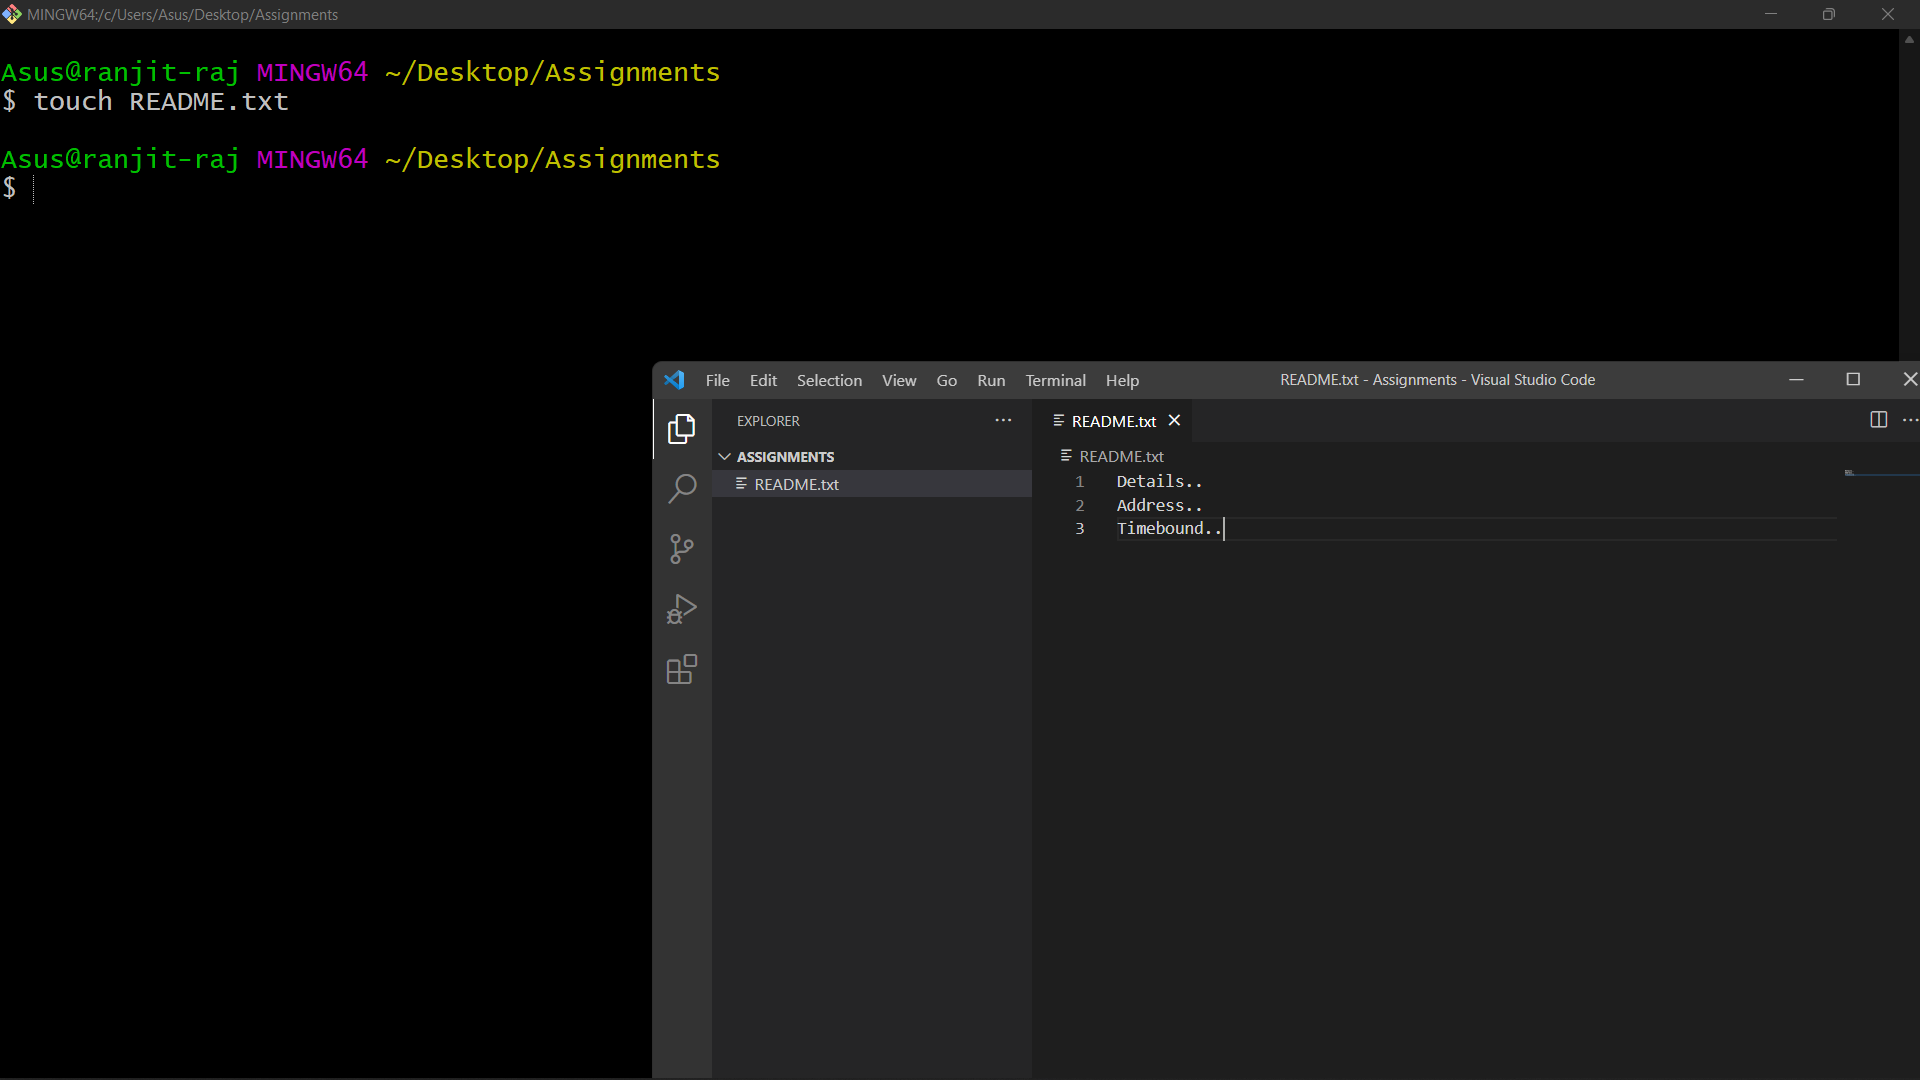 MINGW64:/c/Users/Asus/Desktop/Assignments
Asus@ranjit-raj MINGW64 ~/Desktop/Assignments
$ touch README.txt
Asus@ranjit-raj MINGW64 ~/Desktop/Assignments
$
File Edit Selection View Go Run Terminal Help README.txt - Assignments - Visual Studio Code
EXPLORER ···
ASSIGNMENTS
README.txt
README.txt
README.txt
1 Details..
2 Address..
3 Timebound..